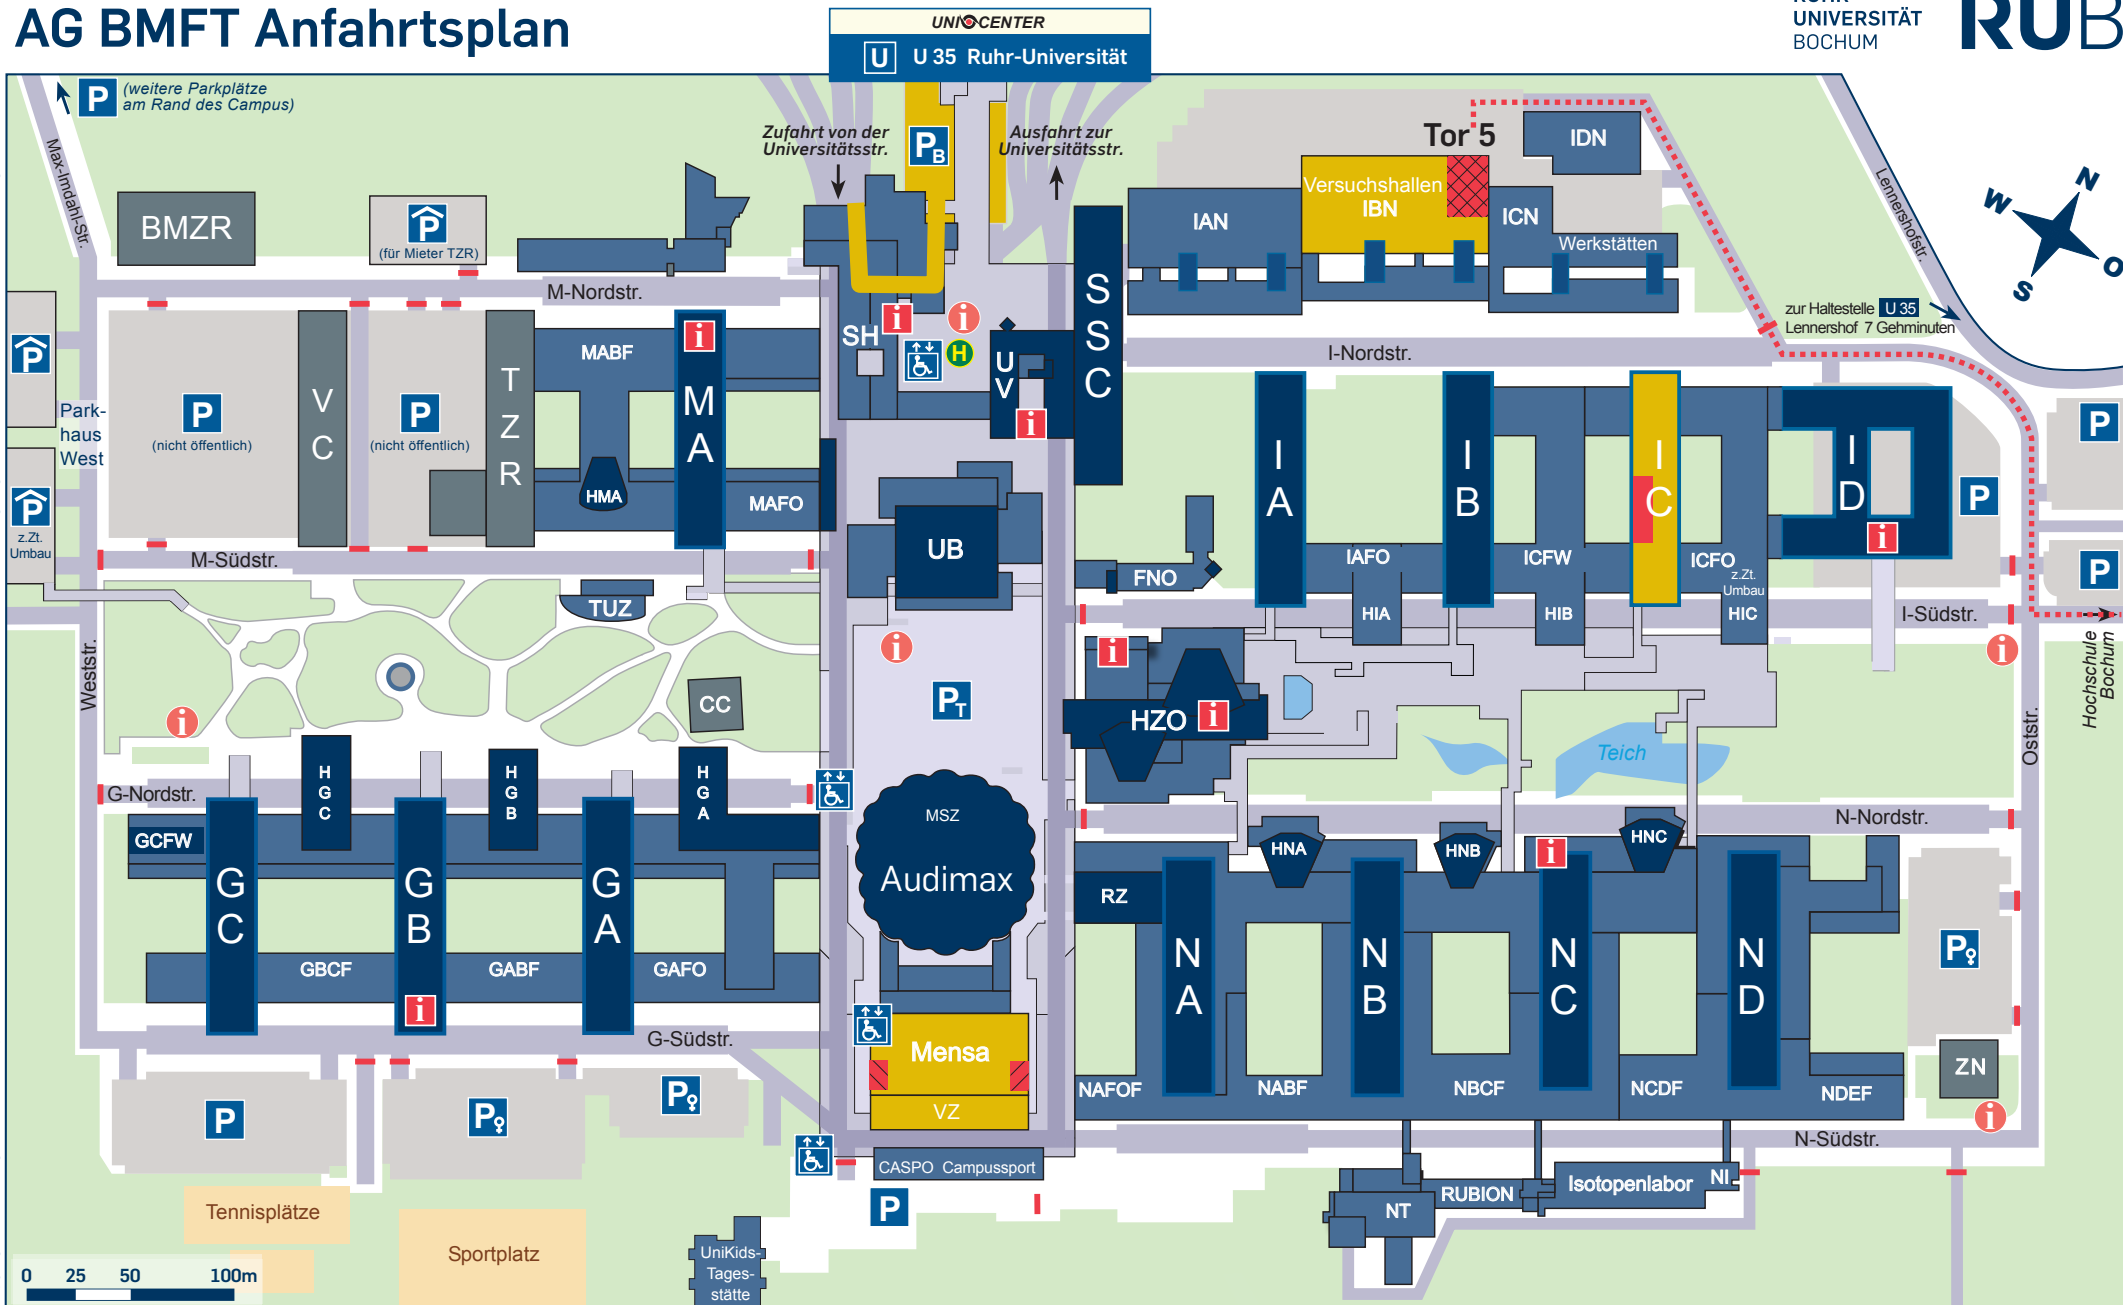 AG BMFT Anfahrtsplan
UNICENTER
U U 35 Ruhr-Universität
UNIVERSITÄT
BOCHUM
RUB
P (weitere Parkplätze
am Rand des Campus)
Max-Imdahl-Str.
Zufahrt von der
Universitätsstr.
PB
Ausfahrt zur
Universitätsstr.
Tor 5
IDN
Lennershofstr.
N
W
O
S
BMZR
P
(für Mieter TZR)
IAN
Versuchshallen
IBN
ICN
Werkstätten
M-Nordstr.
SSC
zur Haltestelle U 35
Lennershof 7 Gehminuten
I-Nordstr.
P
Park-
haus
West
P
z.Zt.
Umbau
P
(nicht öffentlich)
VC
P
(nicht öffentlich)
TZR
MABF
i
MA
HMA
MAFO
SH
i
i
H
UV
i
UB
IA
IB
IC
ID
i
P
P
P
IAFO
ICFW
ICFO
z.Zt.
Umbau
FNO
HIA
HIB
HIC
M-Südstr.
I-Südstr.
TUZ
i
i
i
Hochschule
Bochum
Weststr.
CC
PT
HZO
i
i
Teich
Oststr.
G-Nordstr.
HGC
HGB
HGA
N-Nordstr.
GCFW
GC
GB
GA
GBCF
GABF
GAFO
i
MSZ
Audimax
RZ
HNA
HNB
i
HNC
NA
NB
NC
ND
P
Mensa
VZ
NAFOF
NABF
NBCF
NCDF
NDEF
ZN
i
G-Südstr.
N-Südstr.
P
P
P
CASPO Campussport
P
NT
RUBION
Isotopenlabor
NI
Tennisplätze
Sportplatz
UniKids-
Tages-
stätte
0 25 50 100m